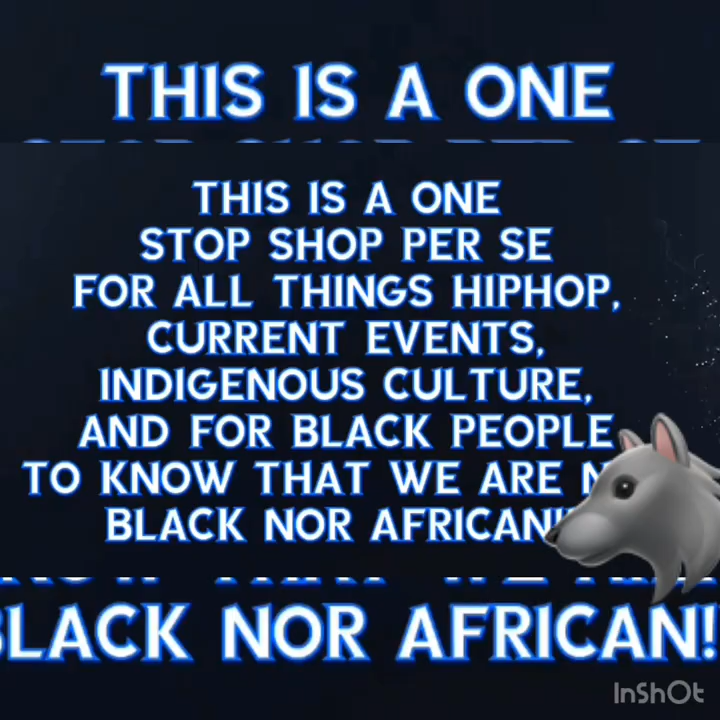 THIS IS A ONE
THIS IS A ONE
STOP SHOP PER SE
FOR ALL THINGS HIPHOP,
CURRENT EVENTS,
INDIGENOUS CULTURE,
AND FOR BLACK PEOPLE
TO KNOW THAT WE ARE
BLACK NOR AFRICAN!
BLACK NOR AFRICAN!
InShOt